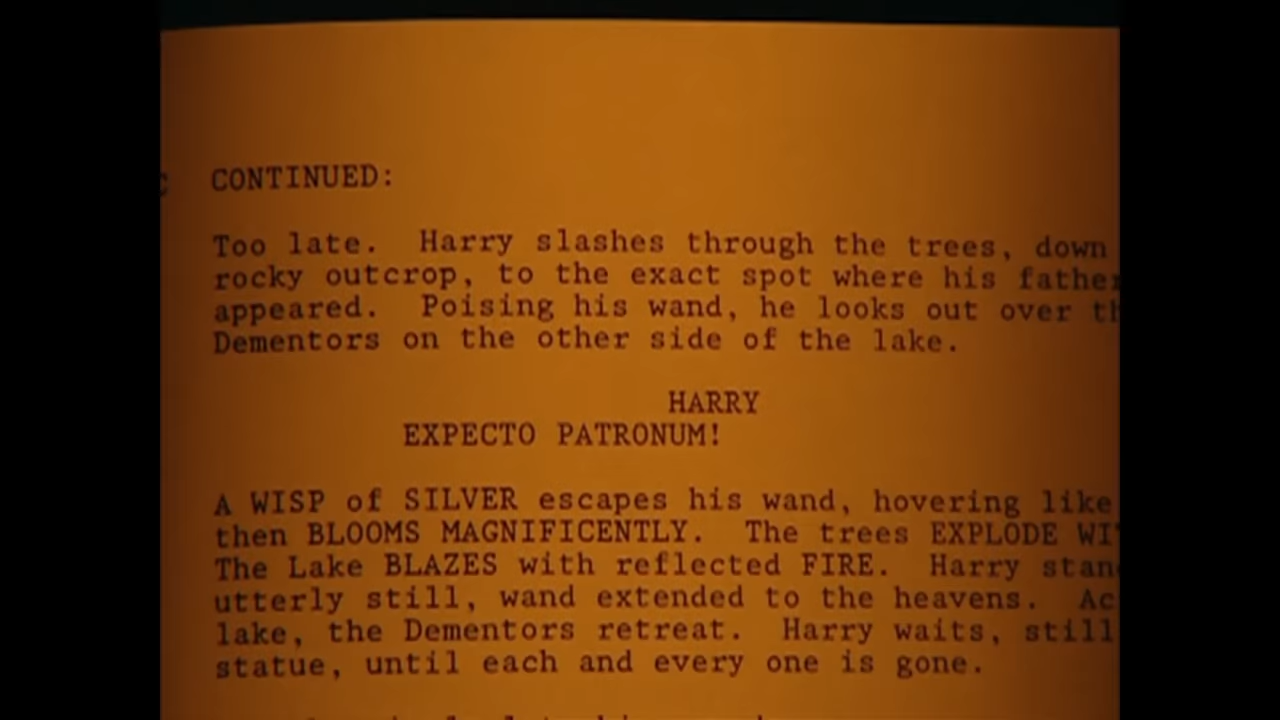 CONTINUED:
Too late. Harry slashes through the trees, down
rocky outcrop, to the exact spot where his father
appeared. Poising his wand, he looks out over
Dementors on the other side of the lake.
HARRY
EXPECTO PATRONUM!
A WISP of SILVER escapes his wand, hovering like
then BLOOMS MAGNIFICENTLY. The trees EXPLODE
The Lake BLAZES with reflected FIRE. Harry
utterly still, wand extended to the heavens.
lake, the Dementors retreat. Harry waits, still
statue, until each and every one is gone.